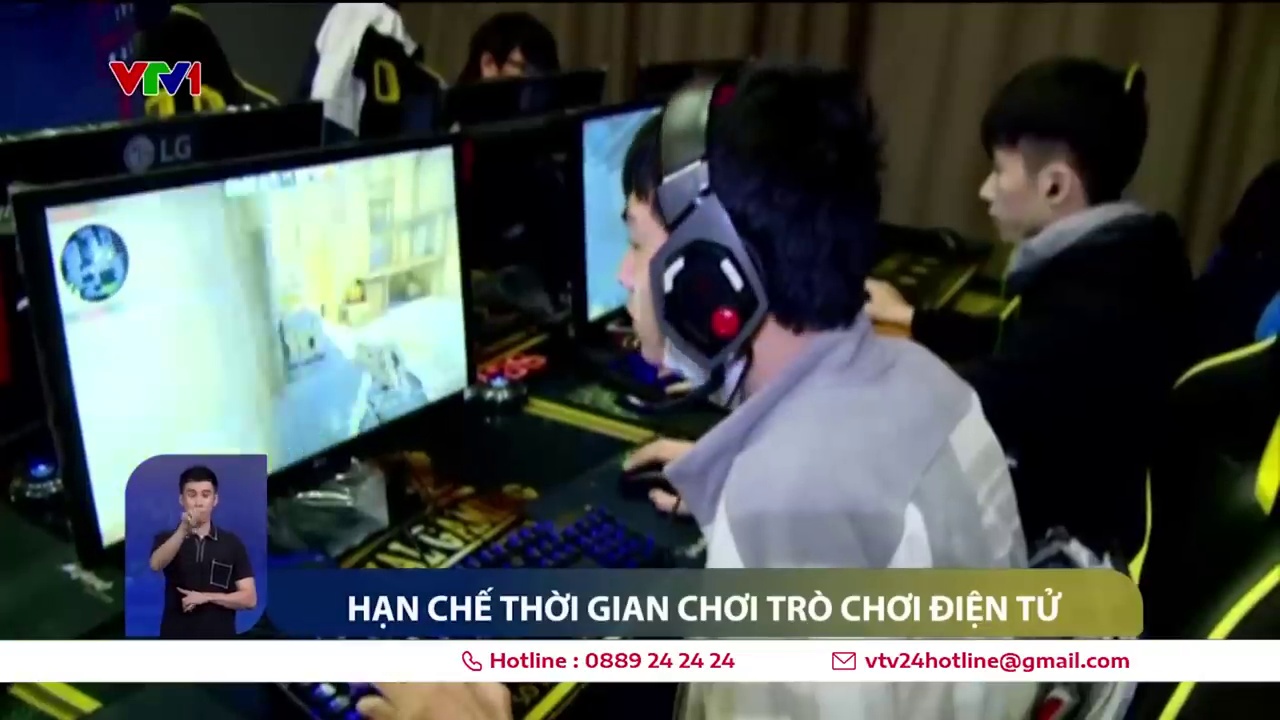 VTV1
LG
HẠN CHẾ THỜI GIAN CHƠI TRÒ CHƠI ĐIỆN TỬ
Hotline : 0889 24 24 24
vtv24hotline@gmail.com